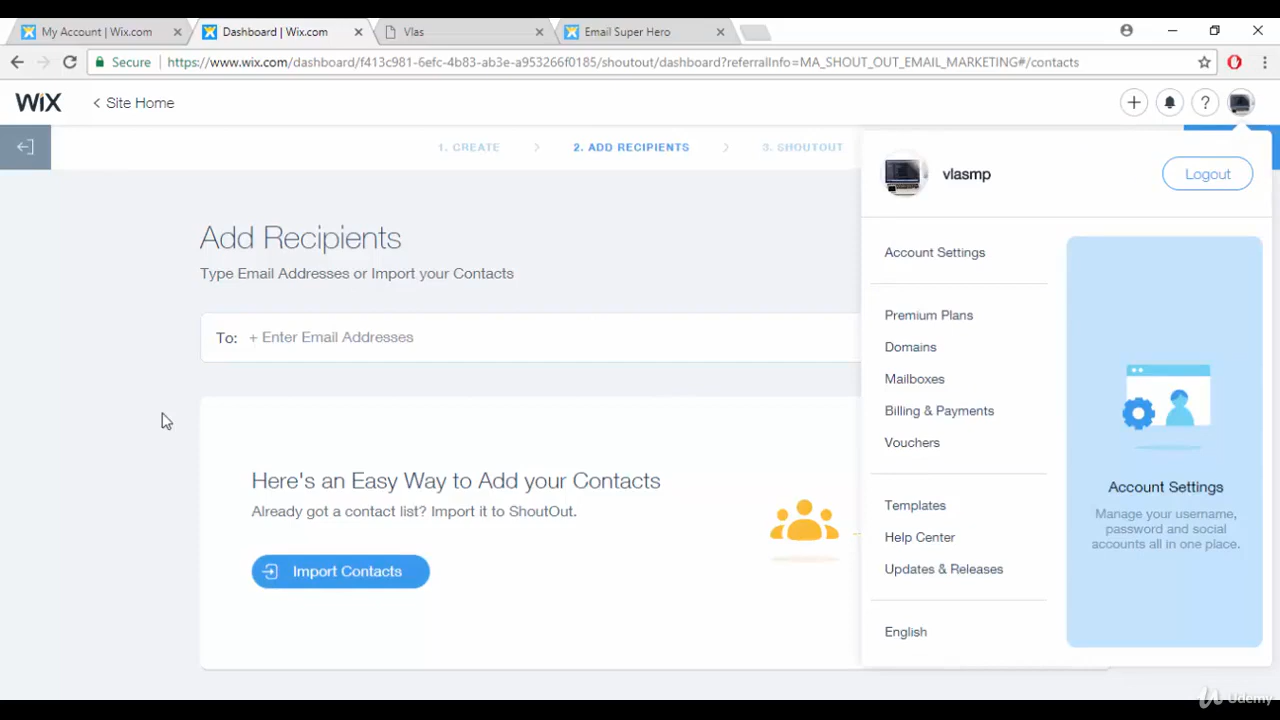 My Account | Wix.com
Dashboard | Wix.com
Vlas
Email Super Hero
Secure
https://www.wix.com/dashboard/f413c981-6efc-4b83-ab3e-a953266f0185/shoutout/dashboard?referralInfo=MA_SHOUT_OUT_EMAIL_MARKETING#/contacts
WiX
< Site Home
?
1. CREATE > 2. ADD RECIPIENTS > 3. SHOUTOUT
vlasmp
Logout
Add Recipients
Type Email Addresses or Import your Contacts
To: + Enter Email Addresses
Here's an Easy Way to Add your Contacts
Already got a contact list? Import it to ShoutOut.
Import Contacts
Account Settings
Premium Plans
Domains
Mailboxes
Billing & Payments
Vouchers
Templates
Help Center
Updates & Releases
English
Account Settings
Manage your username,
password and social
accounts all in one place.
Udemy